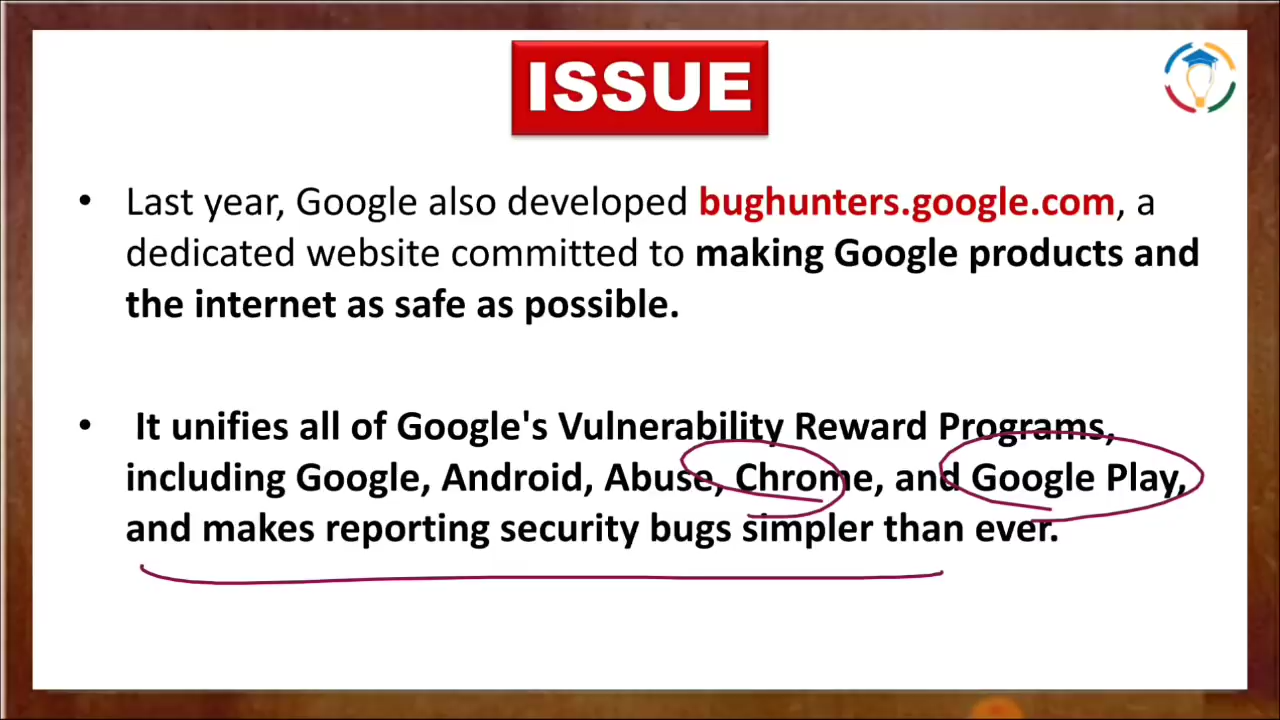 ISSUE
• Last year, Google also developed bughunters.google.com, a
dedicated website committed to making Google products and
the internet as safe as possible.
• It unifies all of Google's Vulnerability Reward Programs,
including Google, Android, Abuse, Chrome, and Google Play,
and makes reporting security bugs simpler than ever.